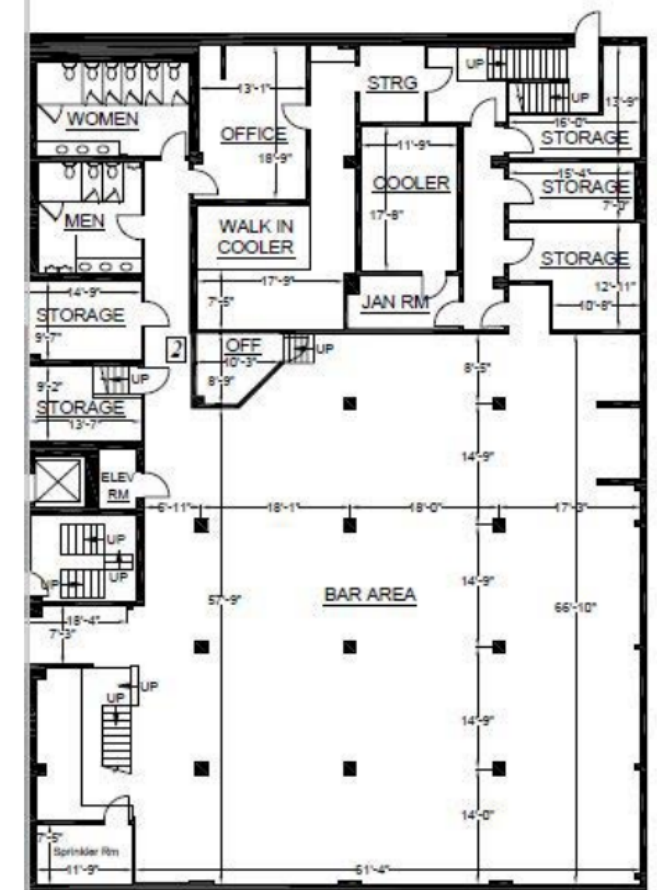 UP
STRG
13'-1"
13'-9"
UP
WOMEN
OFFICE
16'-0"
STORAGE
11'-9"
18'-9"
15'-4"
STORAGE
COOLER
7'-3"
MEN
17'-8"
WALK IN
COOLER
STORAGE
17'-9"
12'-11"
14'-9"
7'-5"
JAN RM
10'-8"
STORAGE
9'-7"
2
OFF
UP
10'-3"
8'-5"
9'-2"
UP
8'-9"
STORAGE
13'-7"
14'-9"
ELEV
RM
6'-11"
18'-1"
18'-0"
17'-3"
UP
UP
UP
14'-9"
BAR AREA
57'-9"
66'-10"
18'-4"
7'-3"
UP
UP
14'-9"
14'-0"
7'-5"
Sprinkler Rm
11'-9"
51'-4"